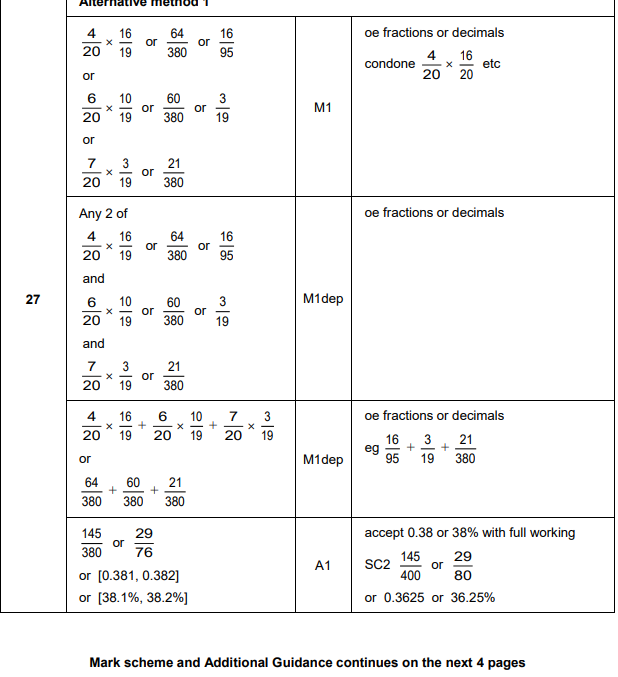 Alternative method 1
4/20 × 16/19 or 64/380 or 16/95
or
6/20 × 10/19 or 60/380 or 3/19
or
7/20 × 3/19 or 21/380
M1
oe fractions or decimals
condone 4/20 × 16/20 etc
27
Any 2 of
4/20 × 16/19 or 64/380 or 16/95
and
6/20 × 10/19 or 60/380 or 3/19
and
7/20 × 3/19 or 21/380
M1dep
oe fractions or decimals
4/20 × 16/19 + 6/20 × 10/19 + 7/20 × 3/19
or
64/380 + 60/380 + 21/380
M1dep
oe fractions or decimals
eg 16/95 + 3/19 + 21/380
145/380 or 29/76
or [0.381, 0.382]
or [38.1%, 38.2%]
A1
accept 0.38 or 38% with full working
SC2 145/400 or 29/80
or 0.3625 or 36.25%
Mark scheme and Additional Guidance continues on the next 4 pages